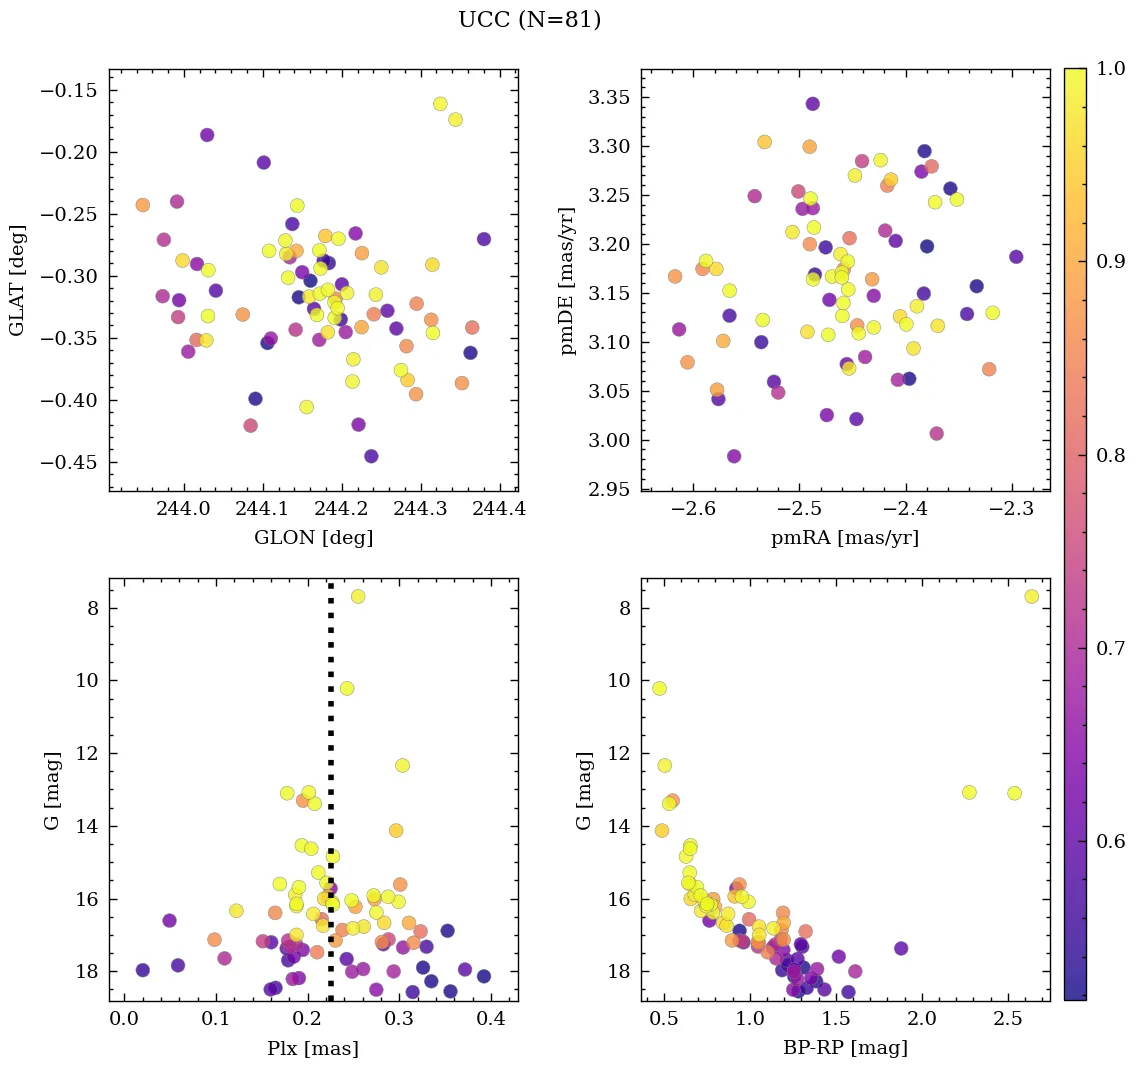 UCC (N=81)
−0.15
−0.20
−0.25
−0.30
−0.35
−0.40
−0.45
GLAT [deg]
244.0 244.1 244.2 244.3 244.4
GLON [deg]
3.35
3.30
3.25
3.20
3.15
3.10
3.05
3.00
2.95
pmDE [mas/yr]
−2.6 −2.5 −2.4 −2.3
pmRA [mas/yr]
1.0
0.9
0.8
0.7
0.6
8
10
12
14
16
18
G [mag]
0.0 0.1 0.2 0.3 0.4
Plx [mas]
8
10
12
14
16
18
G [mag]
0.5 1.0 1.5 2.0 2.5
BP-RP [mag]